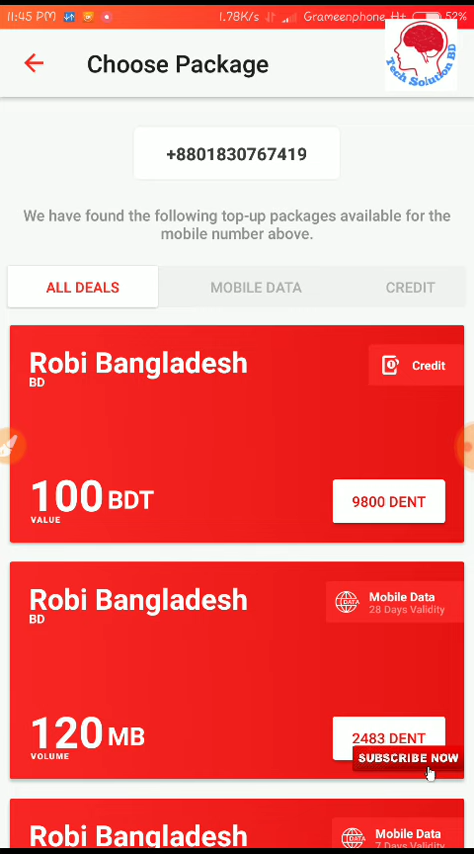 11:45 PM
1.78K/s
Grameenphone H+
52%
Choose Package
Tech Solution BD
+8801830767419
We have found the following top-up packages available for the
mobile number above.
ALL DEALS
MOBILE DATA
CREDIT
Robi Bangladesh
BD
Credit
100 BDT
VALUE
9800 DENT
Robi Bangladesh
BD
DATA
Mobile Data
28 Days Validity
120 MB
VOLUME
2483 DENT
SUBSCRIBE NOW
Robi Bangladesh
DATA
Mobile Data
7 Days Validity